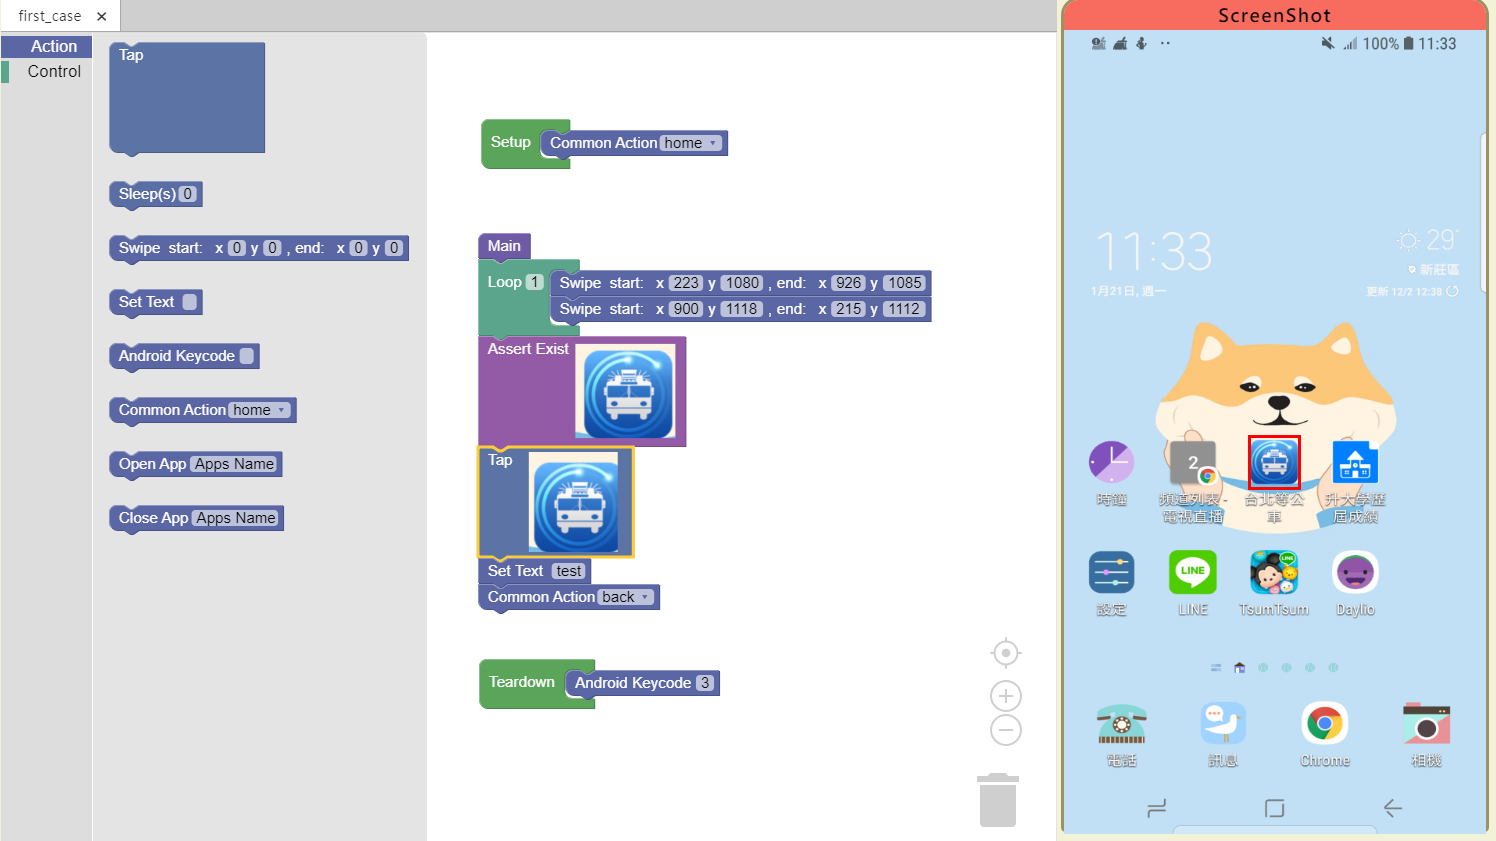 first_case ×
Action
Control
Tap
Sleep(s) 0
Swipe start: x 0 y 0 , end: x 0 y 0
Set Text
Android Keycode
Common Action home
Open App Apps Name
Close App Apps Name
Setup Common Action home
Main
Loop 1 Swipe start: x 223 y 1080 , end: x 926 y 1085
Swipe start: x 900 y 1118 , end: x 215 y 1112
Assert Exist
Tap
Set Text test
Common Action back
Teardown Android Keycode 3
ScreenShot
100% 11:33
11:33
29°
新莊區
1月21日, 週一
更新 12/2 12:38
2
時鐘
頻道列表 -
電視直播
台北等公
車
升大學歷
屆成績
設定
LINE
LINE
TsumTsum
Daylio
電話
訊息
Chrome
相機